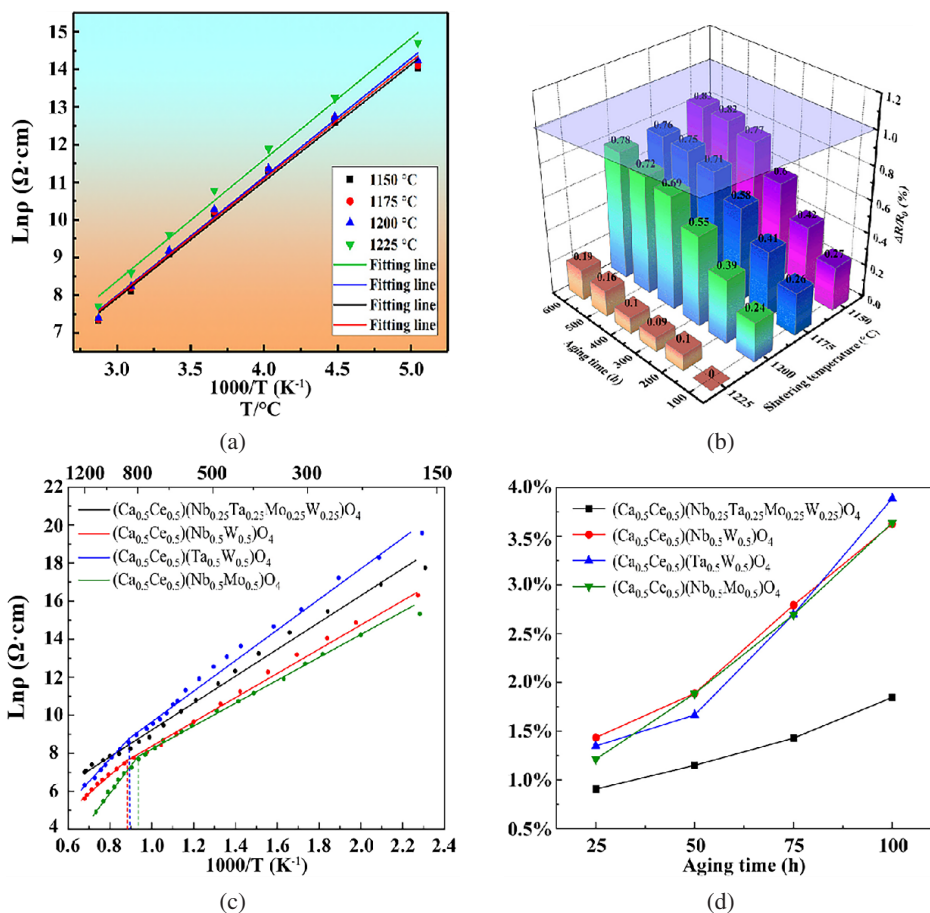 15
14
13
12
11
10
9
8
7
Lnρ (Ω·cm)
1150 °C
1175 °C
1200 °C
1225 °C
Fitting line
Fitting line
Fitting line
Fitting line
3.0 3.5 4.0 4.5 5.0
1000/T (K⁻¹)
T/°C
(a)
1.2
1.0
0.8
0.6
0.4
0.2
0.0
ΔR/R₀ (%)
0.82
0.77
0.6
0.42
0.27
0.76
0.75
0.71
0.58
0.41
0.26
0.78
0.72
0.69
0.55
0.39
0.24
0.19
0.16
0.1
0.09
0.1
0
600 500 400 300 200 100
Aging time (h)
1225 1200 1175 1150
Sintering temperature (°C)
(b)
1200 800 500 300 150
22
20
18
16
14
12
10
8
6
4
Lnρ (Ω·cm)
(Ca₀.₅Ce₀.₅)(Nb₀.₂₅Ta₀.₂₅Mo₀.₂₅W₀.₂₅)O₄
(Ca₀.₅Ce₀.₅)(Nb₀.₅W₀.₅)O₄
(Ca₀.₅Ce₀.₅)(Ta₀.₅W₀.₅)O₄
(Ca₀.₅Ce₀.₅)(Nb₀.₅Mo₀.₅)O₄
0.6 0.8 1.0 1.2 1.4 1.6 1.8 2.0 2.2 2.4
1000/T (K⁻¹)
(c)
4.0%
3.5%
3.0%
2.5%
2.0%
1.5%
1.0%
0.5%
(Ca₀.₅Ce₀.₅)(Nb₀.₂₅Ta₀.₂₅Mo₀.₂₅W₀.₂₅)O₄
(Ca₀.₅Ce₀.₅)(Nb₀.₅W₀.₅)O₄
(Ca₀.₅Ce₀.₅)(Ta₀.₅W₀.₅)O₄
(Ca₀.₅Ce₀.₅)(Nb₀.₅Mo₀.₅)O₄
25 50 75 100
Aging time (h)
(d)